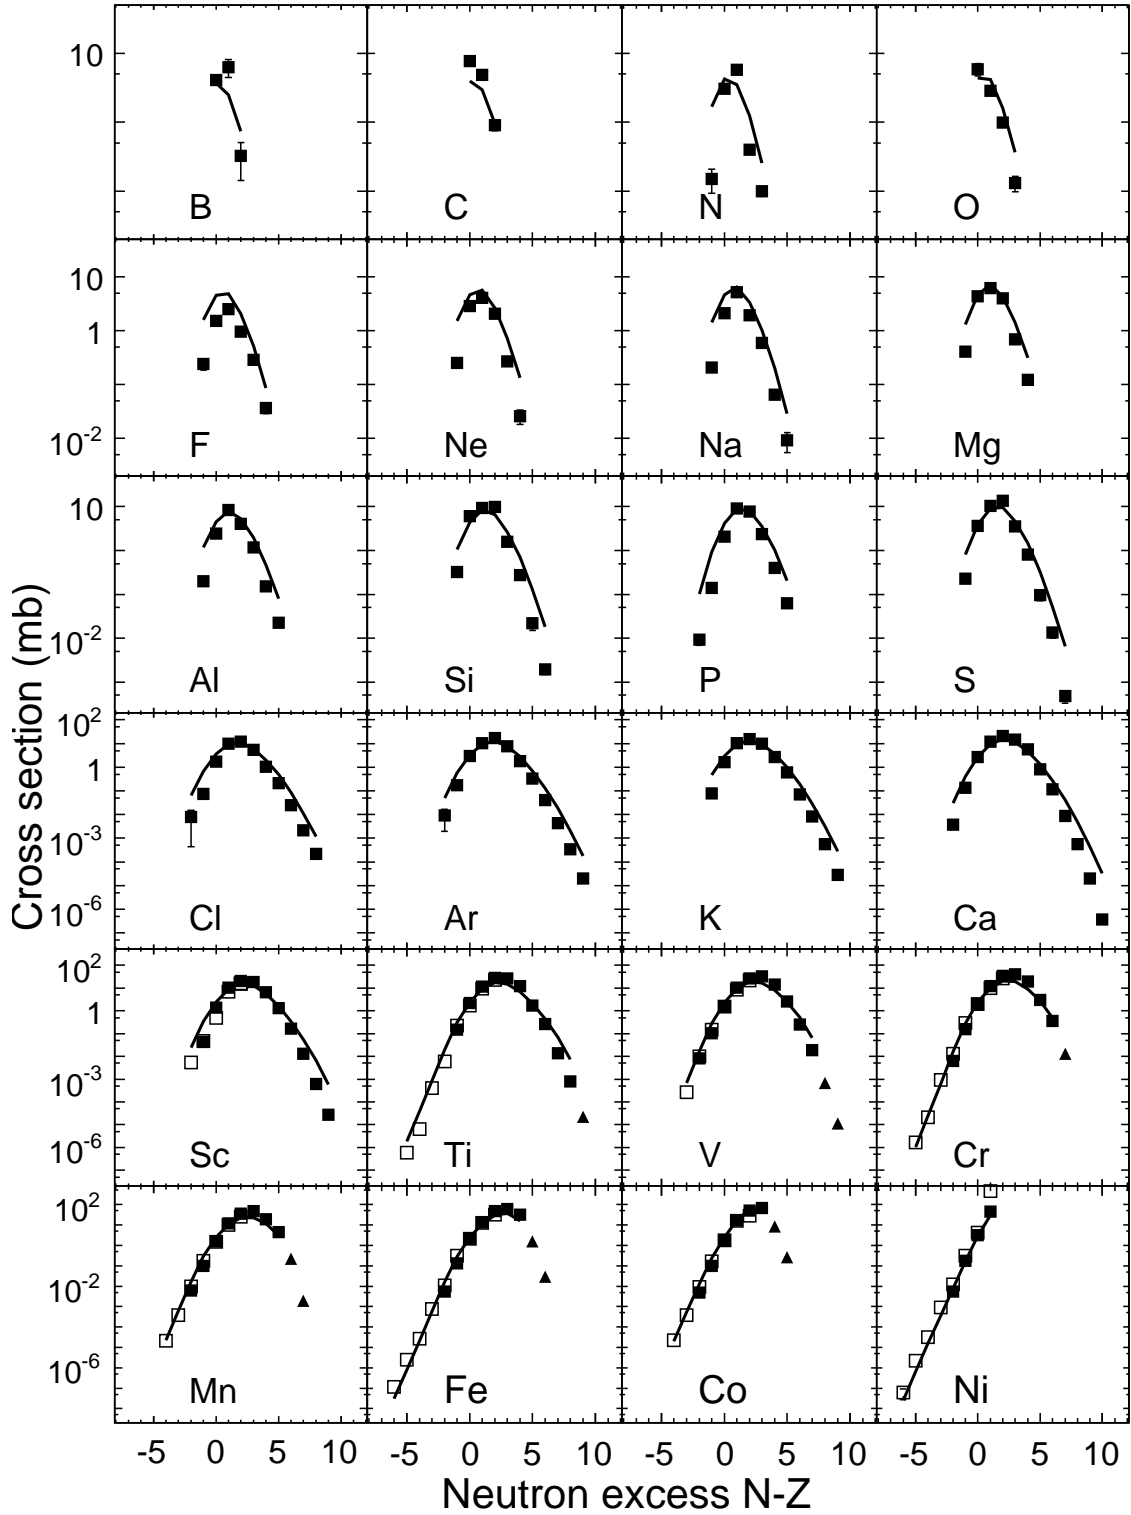 10
B C N O
10
1
10^-2
F Ne Na Mg
10
10^-2
Al Si P S
Cross section (mb)
10^2
1
10^-3
10^-6
Cl Ar K Ca
10^2
1
10^-3
10^-6
Sc Ti V Cr
10^2
10^-2
10^-6
Mn Fe Co Ni
-5 0 5 10 -5 0 5 10 -5 0 5 10 -5 0 5 10
Neutron excess N-Z